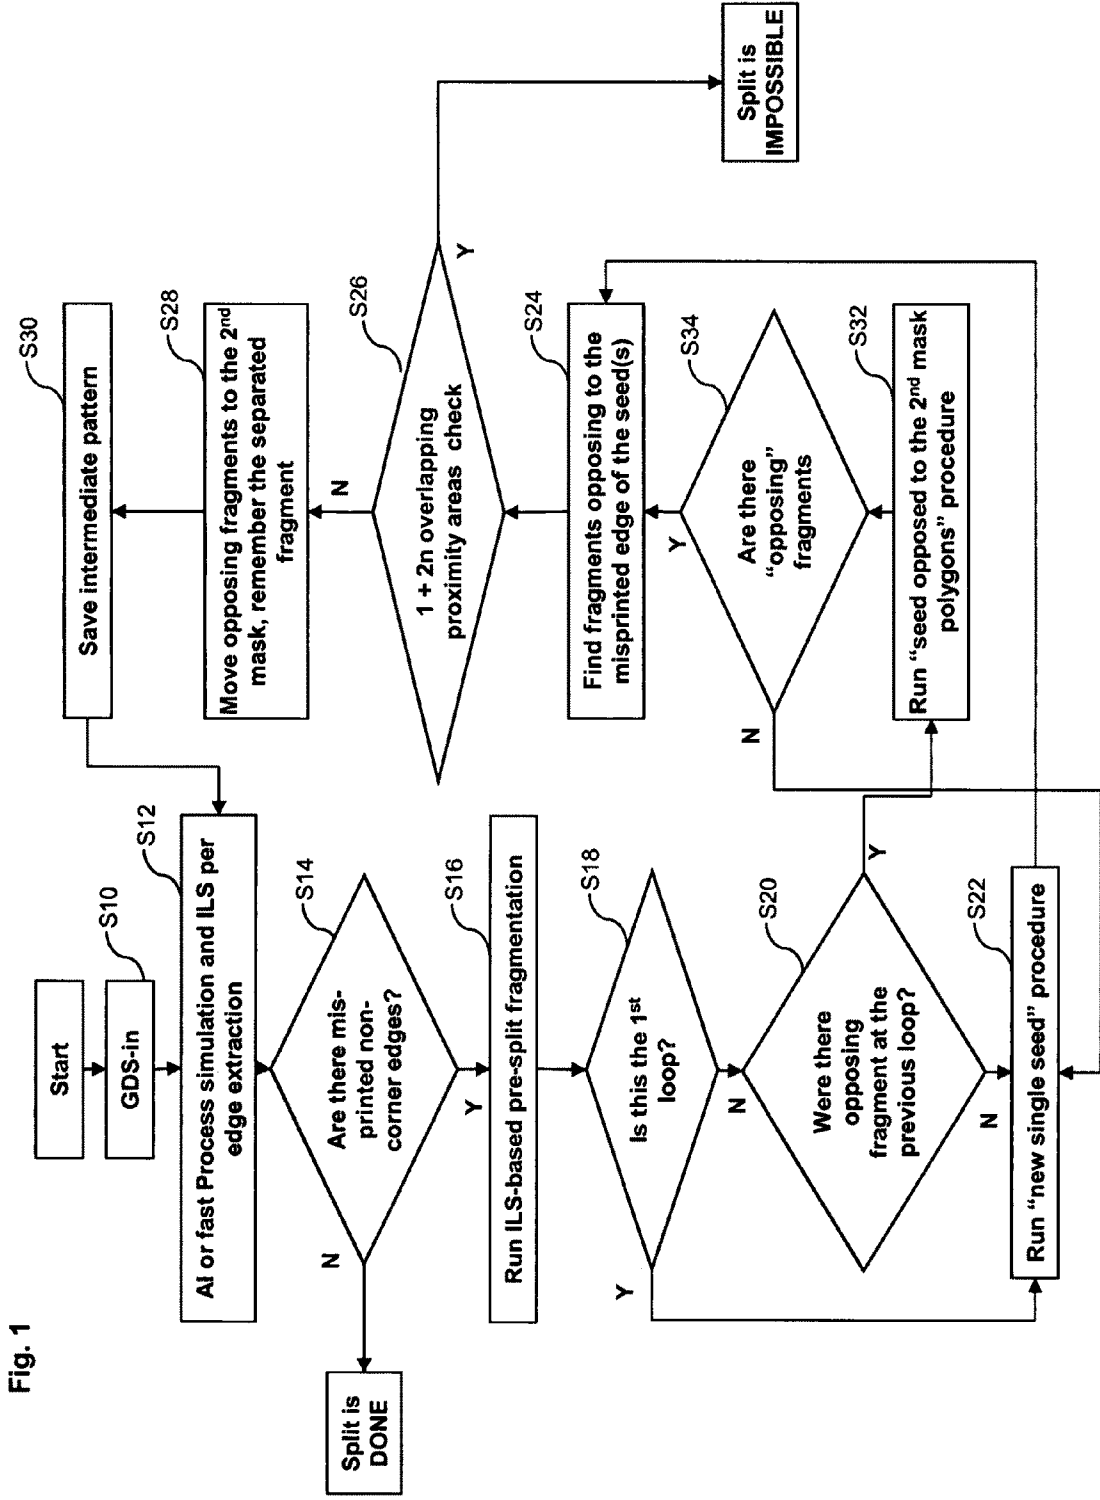 Fig. 1
Start
GDS-in
S10
AI or fast Process simulation and ILS per
edge extraction
S12
Are there mis-
printed non-
corner edges?
S14
N
Y
Split is
DONE
Run ILS-based pre-split fragmentation
S16
Is this the 1st
loop?
S18
Y
N
Were there
opposing
fragment at the
previous loop?
S20
Y
N
Run “new single seed” procedure
S22
Save intermediate pattern
S30
Move opposing fragments to the 2nd
mask, remember the separated
fragment
S28
N
1 + 2n overlapping
proximity areas check
S26
Y
Split is
IMPOSSIBLE
Find fragments opposing to the
misprinted edge of the seed(s)
S24
Y
Are there
“opposing”
fragments
S34
N
Run “seed opposed to the 2nd mask
polygons” procedure
S32